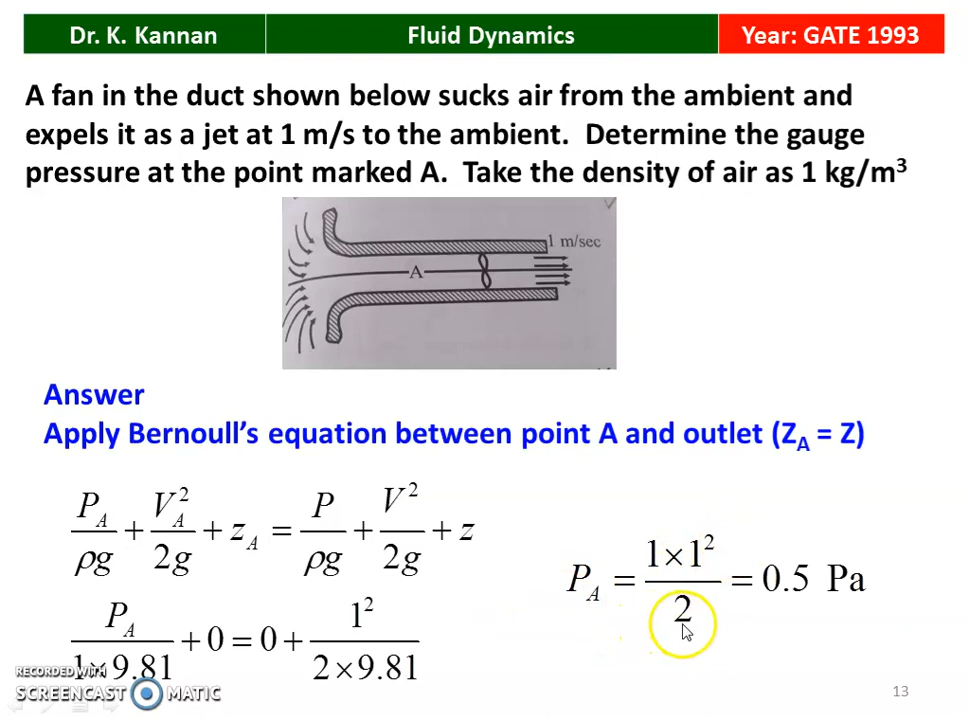 Dr. K. Kannan
Fluid Dynamics
Year: GATE 1993
A fan in the duct shown below sucks air from the ambient and
expels it as a jet at 1 m/s to the ambient. Determine the gauge
pressure at the point marked A. Take the density of air as 1 kg/m³
1 m/sec
A
Answer
Apply Bernoull's equation between point A and outlet (Z_A = Z)
P_A/ρg + V_A²/2g + z_A = P/ρg + V²/2g + z
P_A/1×9.81 + 0 = 0 + 1²/2×9.81
P_A = 1×1²/2 = 0.5 Pa
RECORDED WITH
SCREENCAST MATIC
13